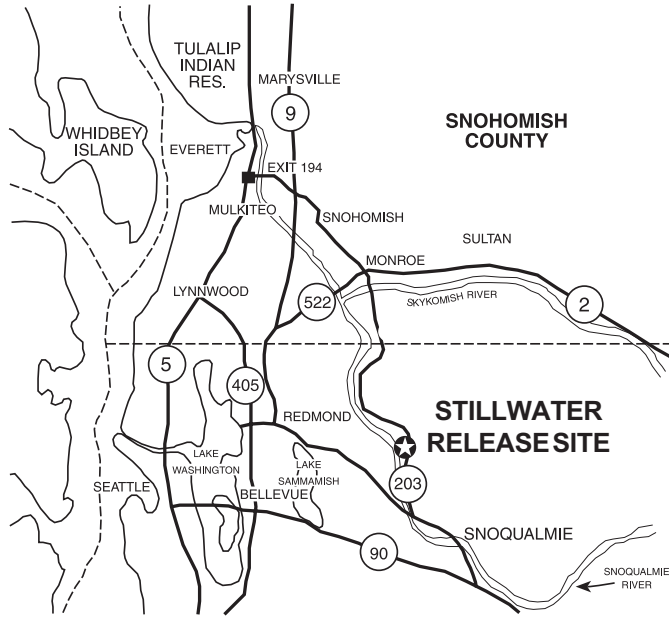 TULALIP
INDIAN
RES.
MARYSVILLE
9
SNOHOMISH
COUNTY
WHIDBEY
ISLAND
EVERETT
EXIT 194
MULKITEO
SNOHOMISH
SULTAN
MONROE
LYNNWOOD
522
SKYKOMISH RIVER
2
5
405
REDMOND
STILLWATER
RELEASE SITE
LAKE
WASHINGTON
LAKE
SAMMAMISH
SEATTLE
BELLEVUE
203
SNOQUALMIE
90
SNOQUALMIE
RIVER